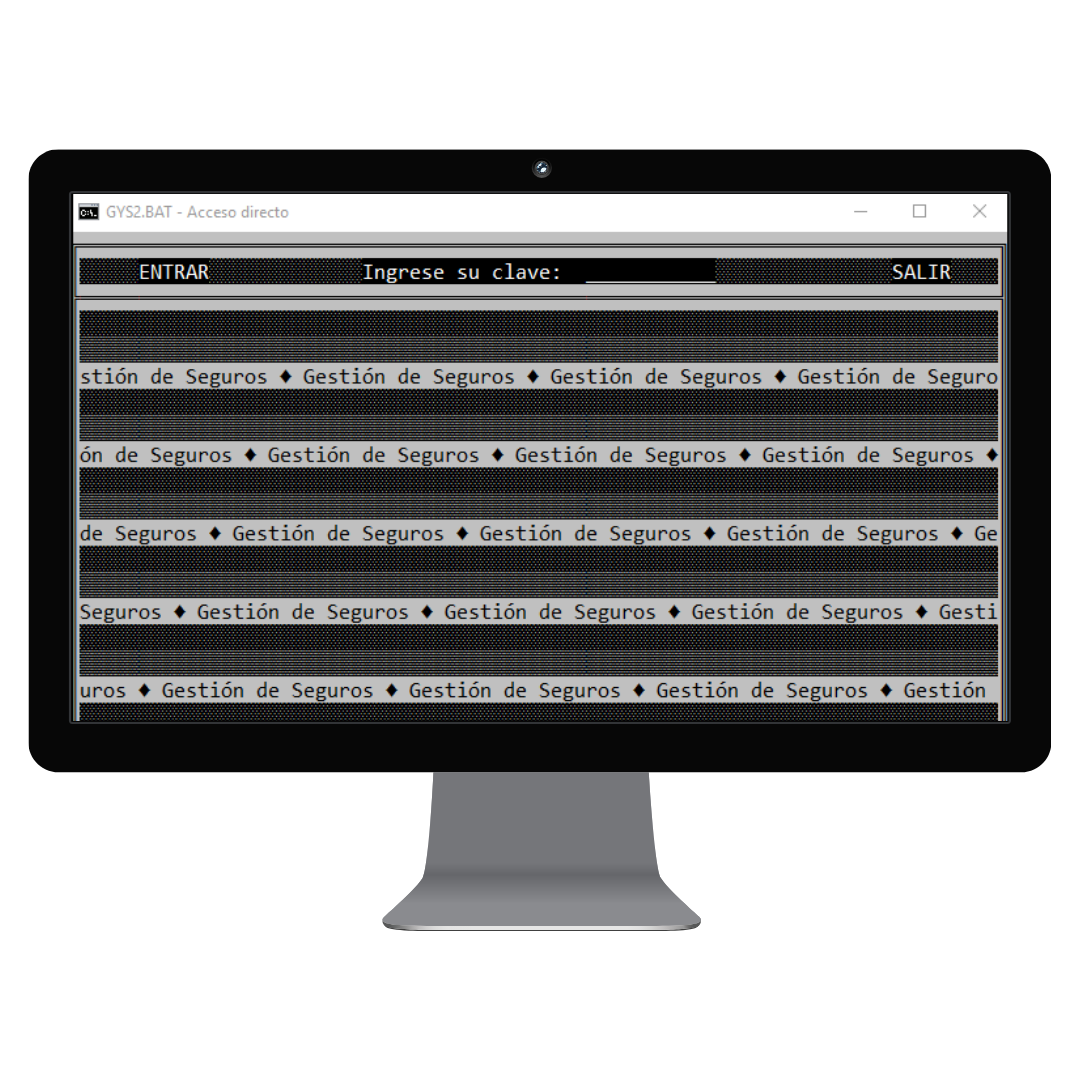 C:\.
GYS2.BAT - Acceso directo
ENTRAR Ingrese su clave: ___________ SALIR
stión de Seguros ♦ Gestión de Seguros ♦ Gestión de Seguros ♦ Gestión de Seguro
ón de Seguros ♦ Gestión de Seguros ♦ Gestión de Seguros ♦ Gestión de Seguros ♦
de Seguros ♦ Gestión de Seguros ♦ Gestión de Seguros ♦ Gestión de Seguros ♦ Ge
Seguros ♦ Gestión de Seguros ♦ Gestión de Seguros ♦ Gestión de Seguros ♦ Gesti
uros ♦ Gestión de Seguros ♦ Gestión de Seguros ♦ Gestión de Seguros ♦ Gestión